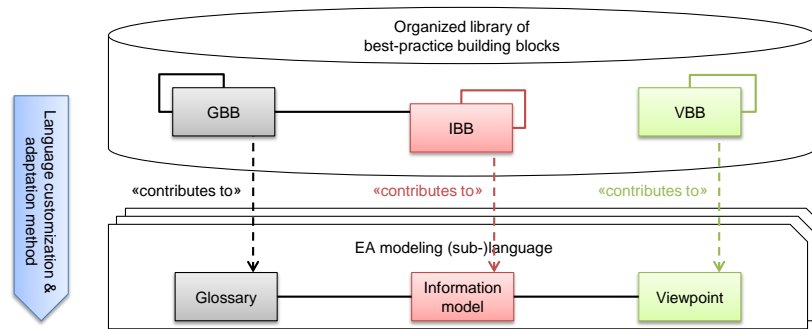 Organized library of
best-practice building blocks
GBB
IBB
VBB
Language customization &
adaptation method
«contributes to»
«contributes to»
«contributes to»
EA modeling (sub-)language
Glossary
Information
model
Viewpoint